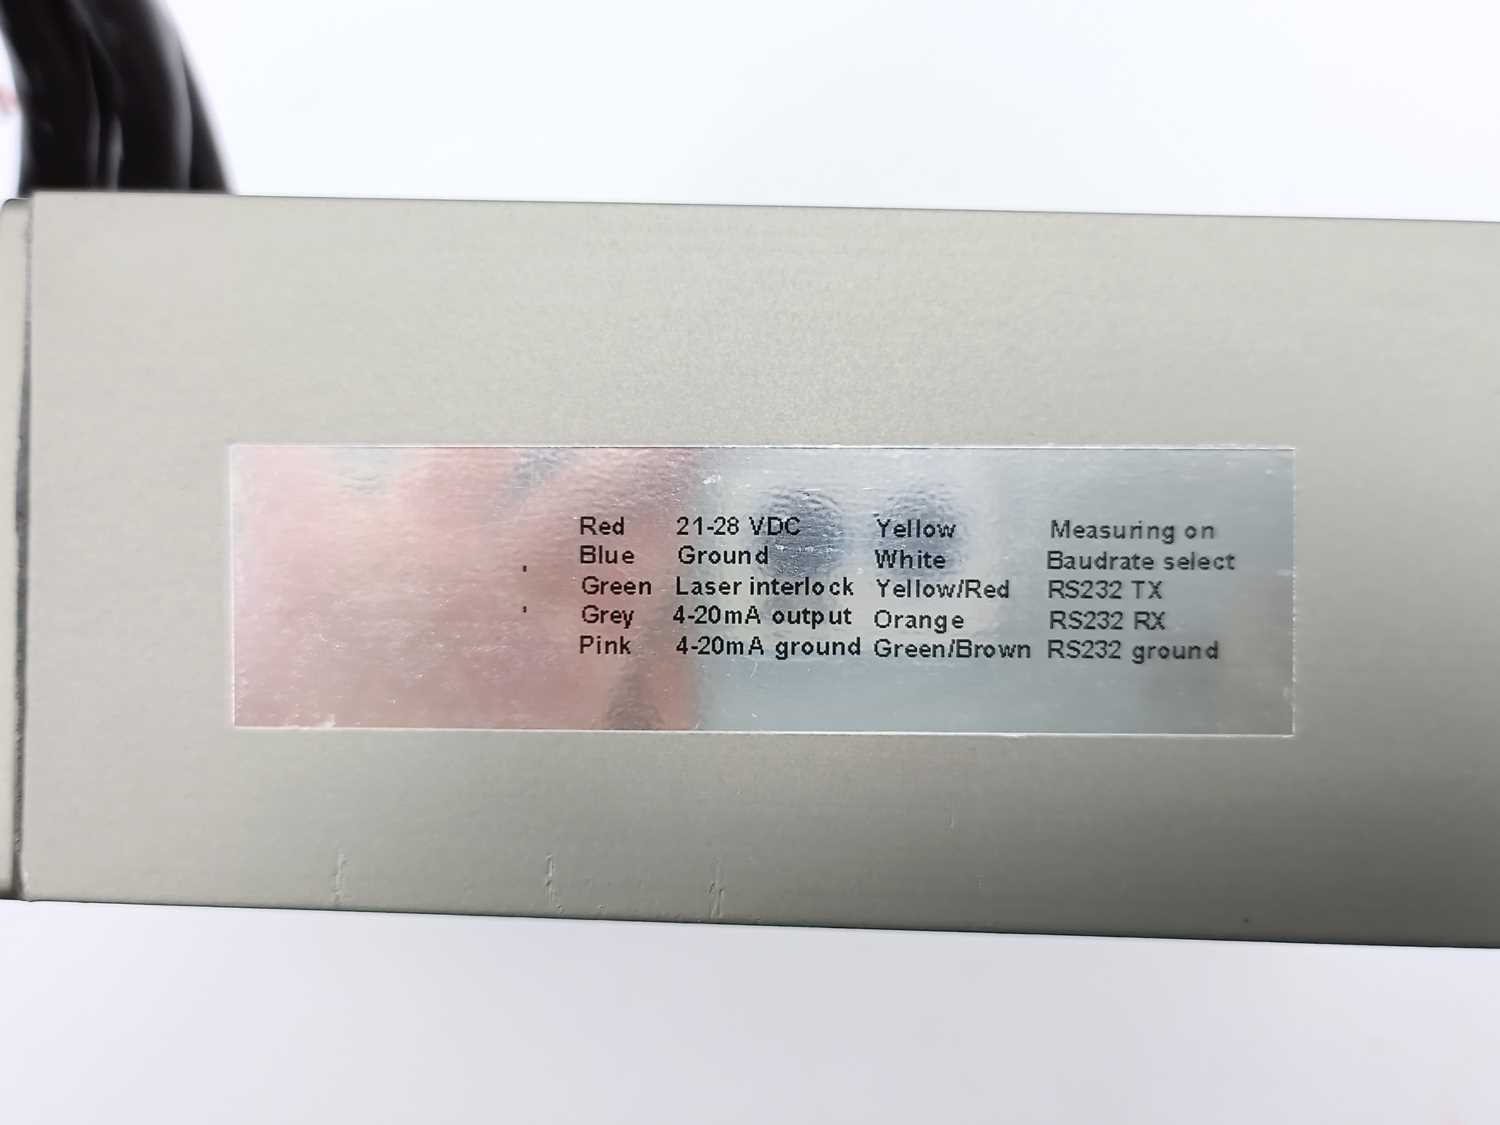 Red 21-28 VDC Yellow Measuring on
Blue Ground White Baudrate select
Green Laser interlock Yellow/Red RS232 TX
Grey 4-20mA output Orange RS232 RX
Pink 4-20mA ground Green/Brown RS232 ground